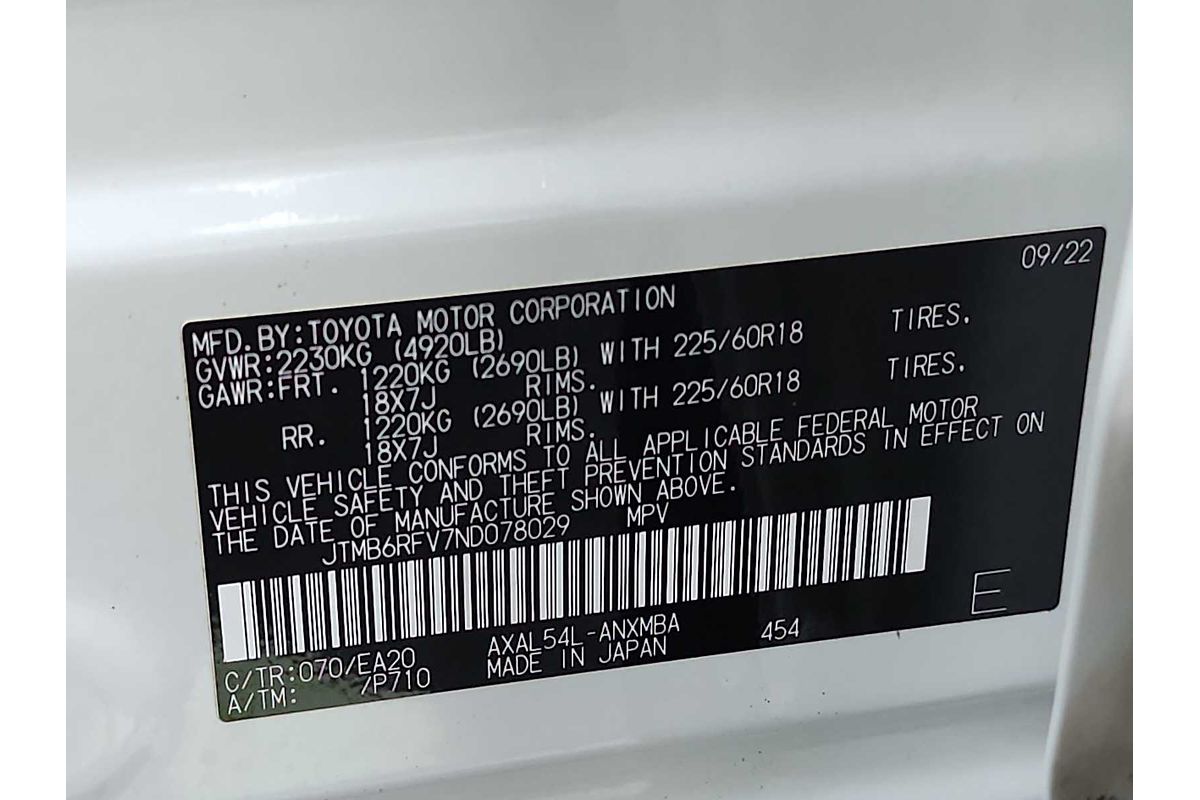 09/22
MFD.BY:TOYOTA MOTOR CORPORATION
GVWR:2230KG (4920LB)
GAWR:FRT. 1220KG (2690LB) WITH 225/60R18 TIRES.
18X7J RIMS.
RR. 1220KG (2690LB) WITH 225/60R18 TIRES.
18X7J RIMS.
THIS VEHICLE CONFORMS TO ALL APPLICABLE FEDERAL MOTOR
VEHICLE SAFETY AND THEFT PREVENTION STANDARDS IN EFFECT ON
THE DATE OF MANUFACTURE SHOWN ABOVE.
JTMB6RFV7ND078029 MPV
E
C/TR:070/EA20 AXAL54L-ANXMBA 454
A/TM: /P710 MADE IN JAPAN